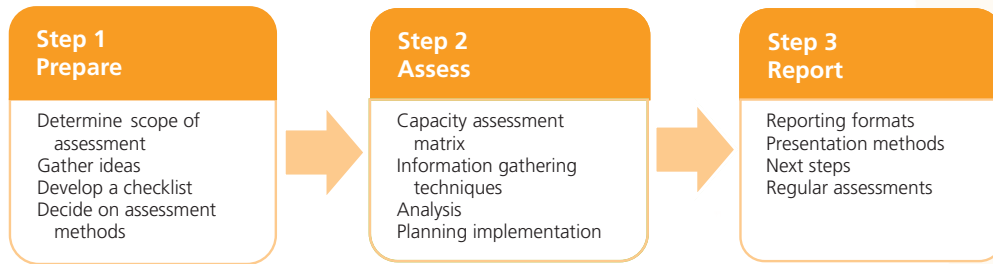 Step 1
Prepare
Determine scope of
assessment
Gather ideas
Develop a checklist
Decide on assessment
methods
Step 2
Assess
Capacity assessment
matrix
Information gathering
techniques
Analysis
Planning implementation
Step 3
Report
Reporting formats
Presentation methods
Next steps
Regular assessments